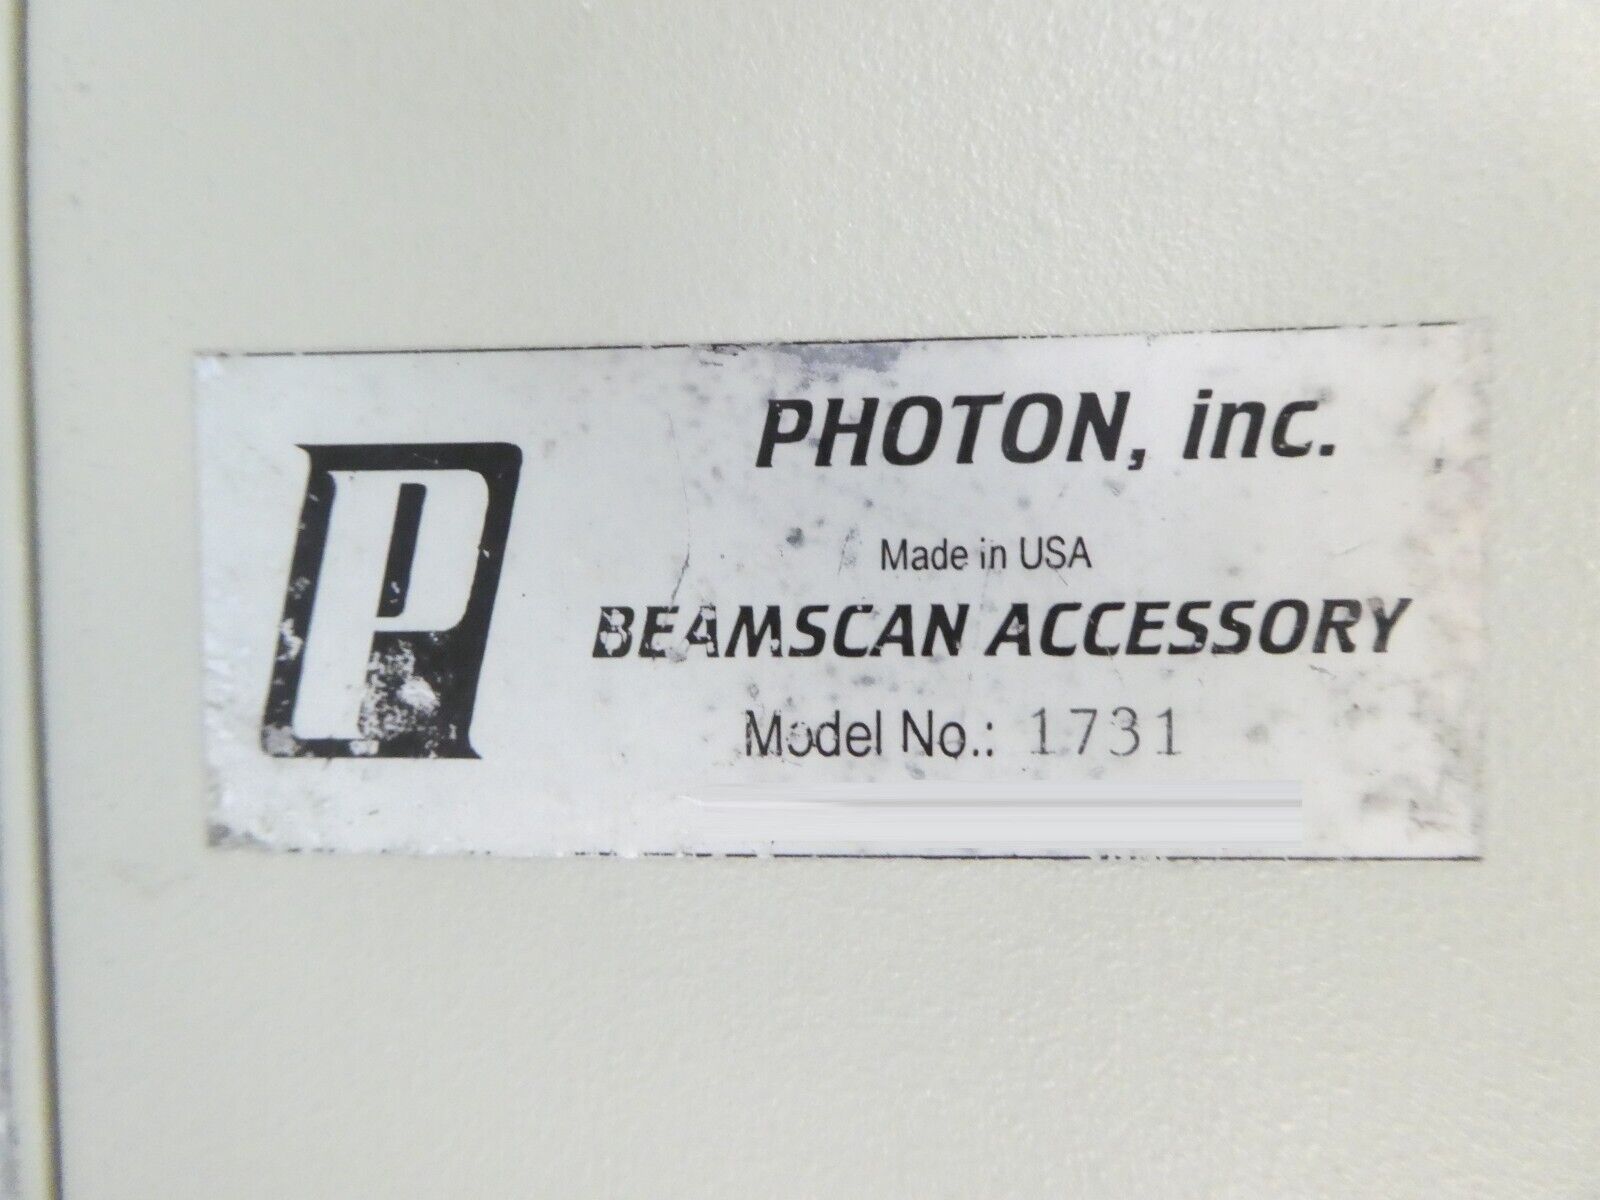 PHOTON, inc.
P
Made in USA
BEAMSCAN ACCESSORY
Model No.: 1731